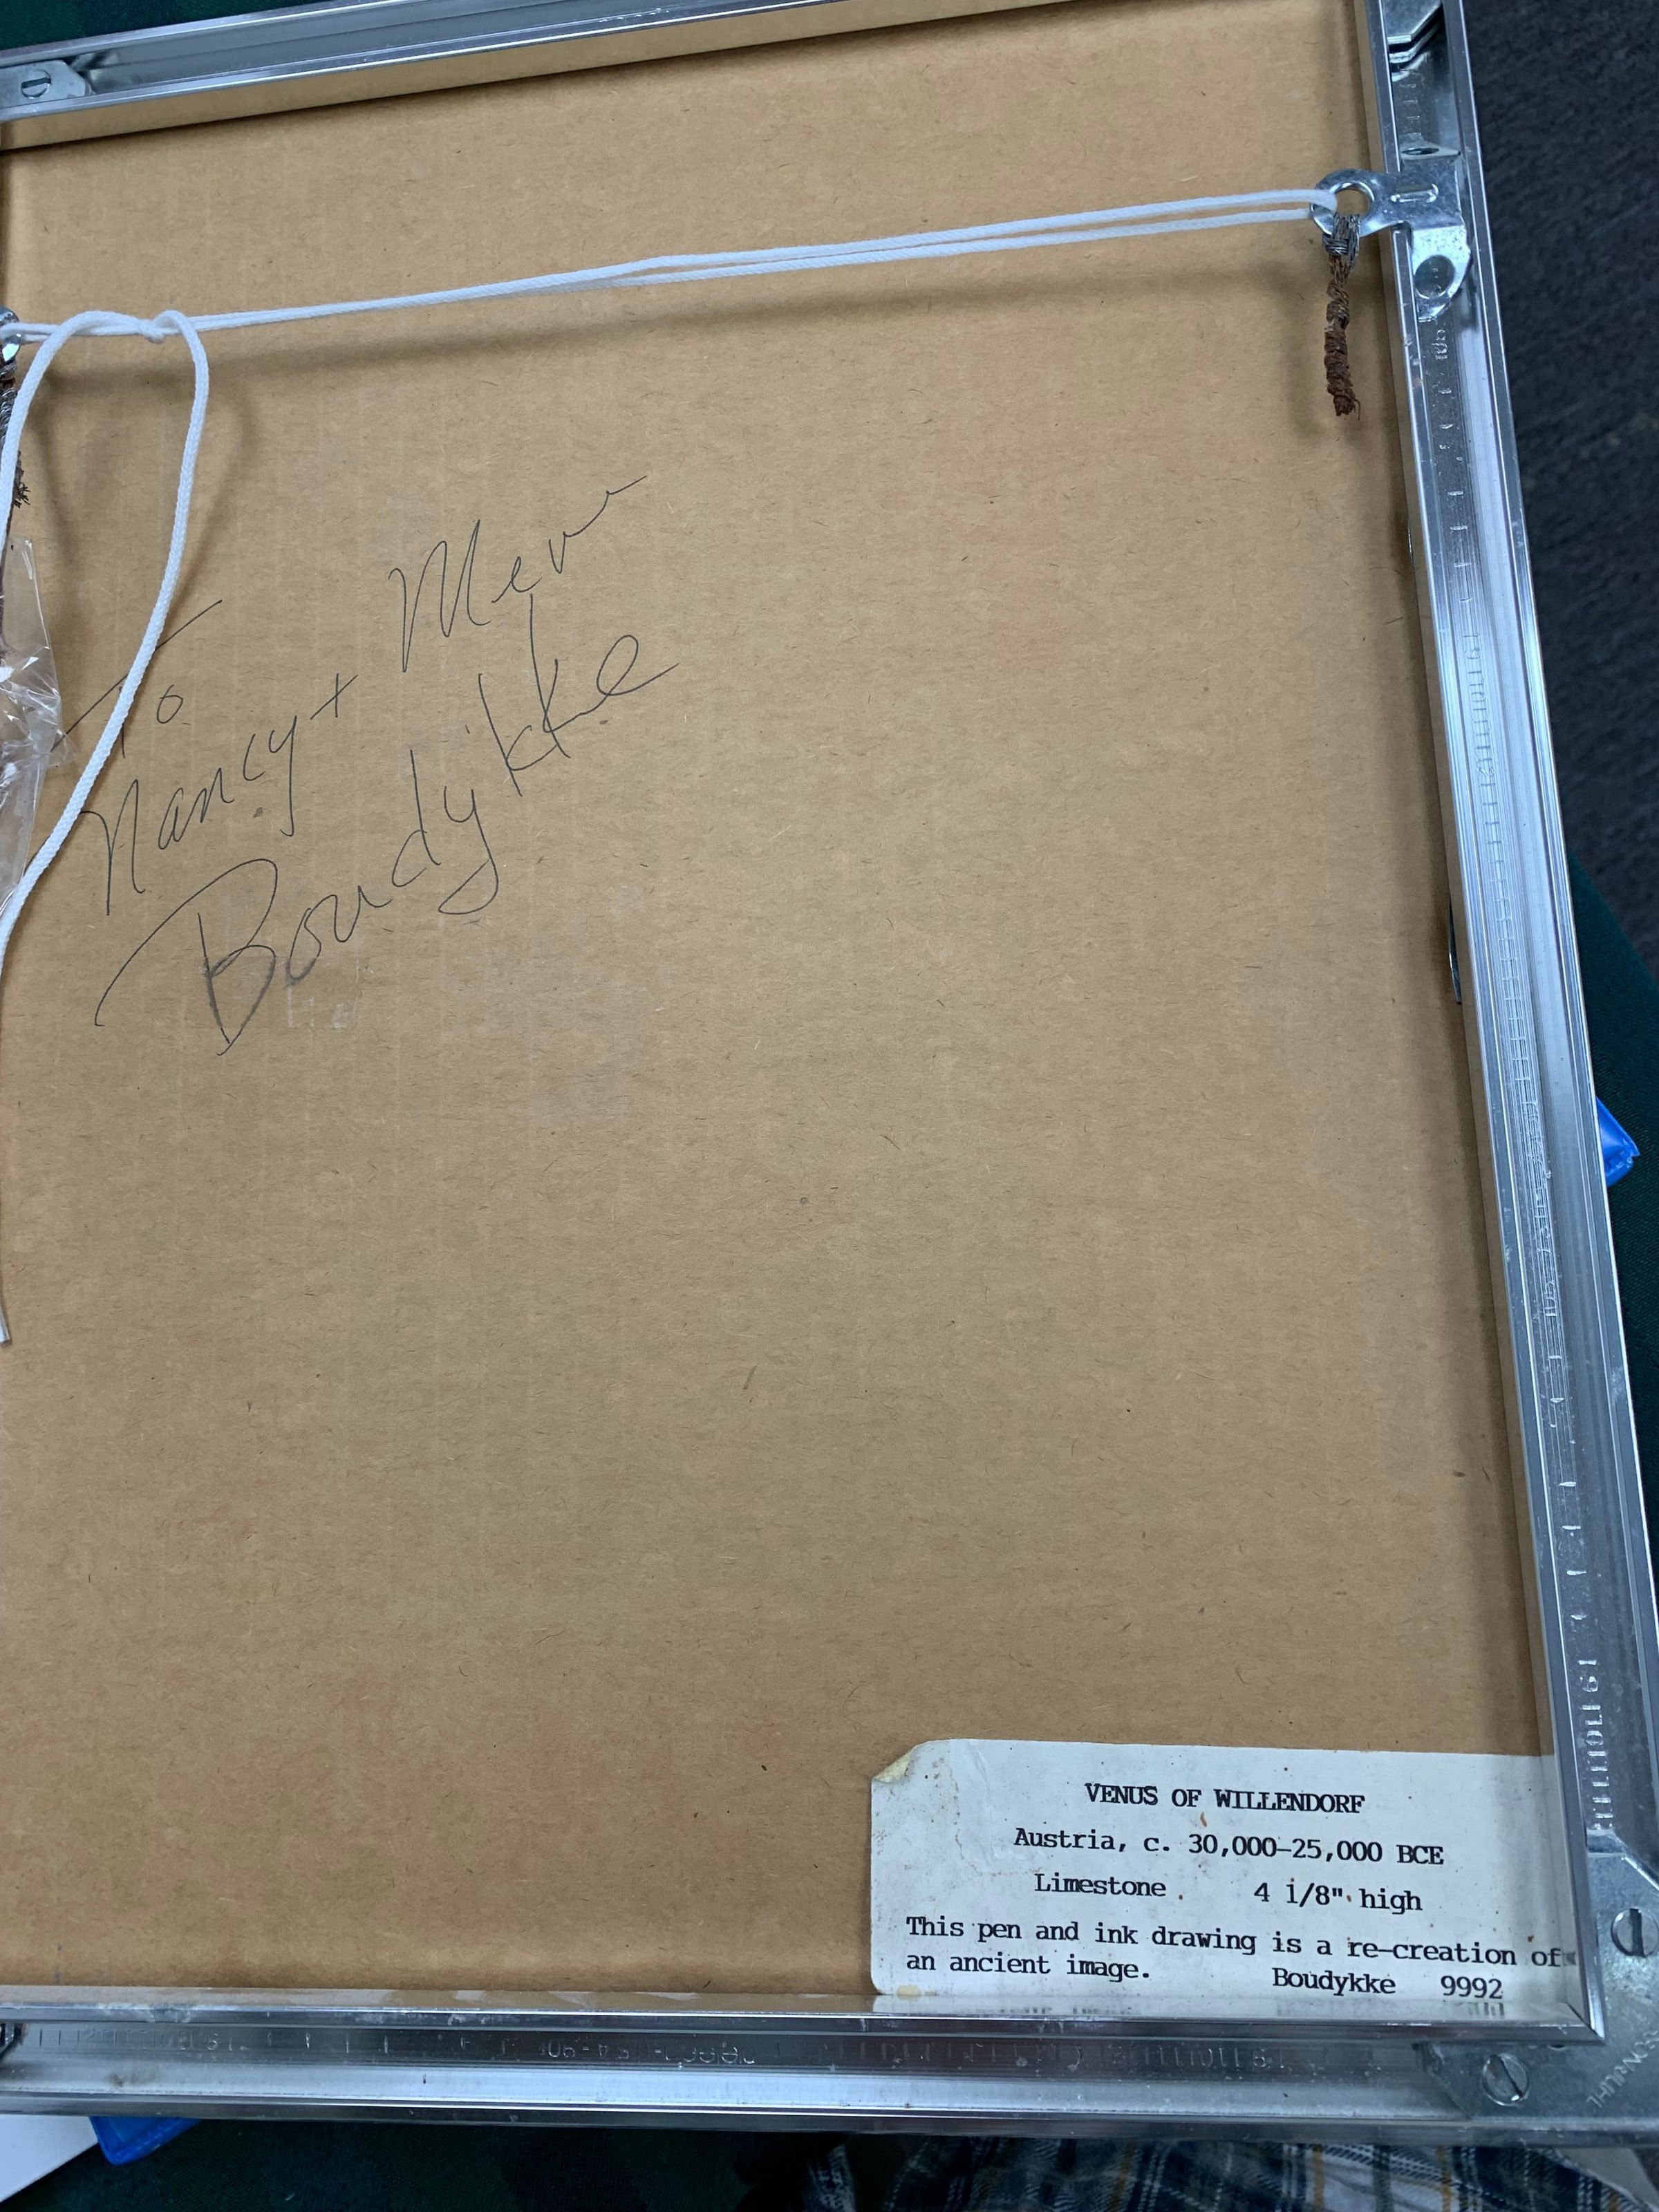 To
Nancy + Merv
Boudykke
VENUS OF WILLENDORF
Austria, c. 30,000-25,000 BCE
Limestone. 4 1/8" high
This pen and ink drawing is a re-creation of
an ancient image. Boudykke 9992